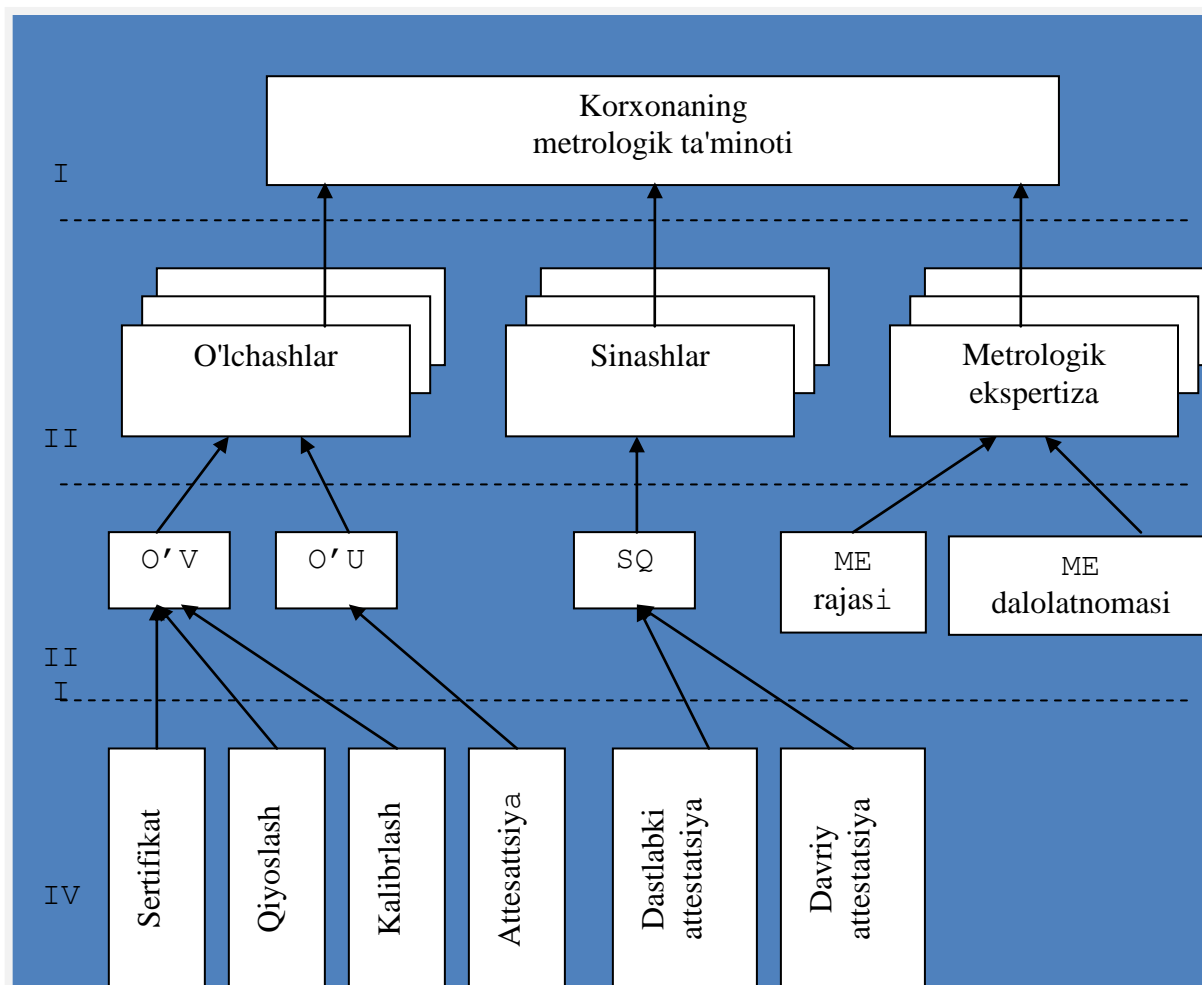 Korxonaning
metrologik ta'minoti
I
O'lchashlar
Sinashlar
Metrologik
ekspertiza
II
O'V
O'U
SQ
ME
rajasi
ME
dalolatnomasi
II
I
Sertifikat
Qiyoslash
Kalibrlash
Attesattsiya
Dastlabki
attestatsiya
Davriy
attestatsiya
IV